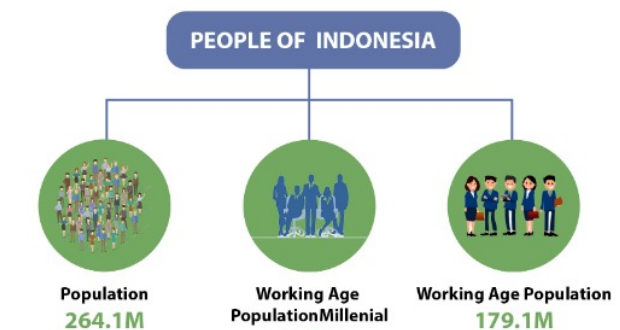 PEOPLE OF INDONESIA
Population
264.1M
Working Age
PopulationMillenial
Working Age Population
179.1M